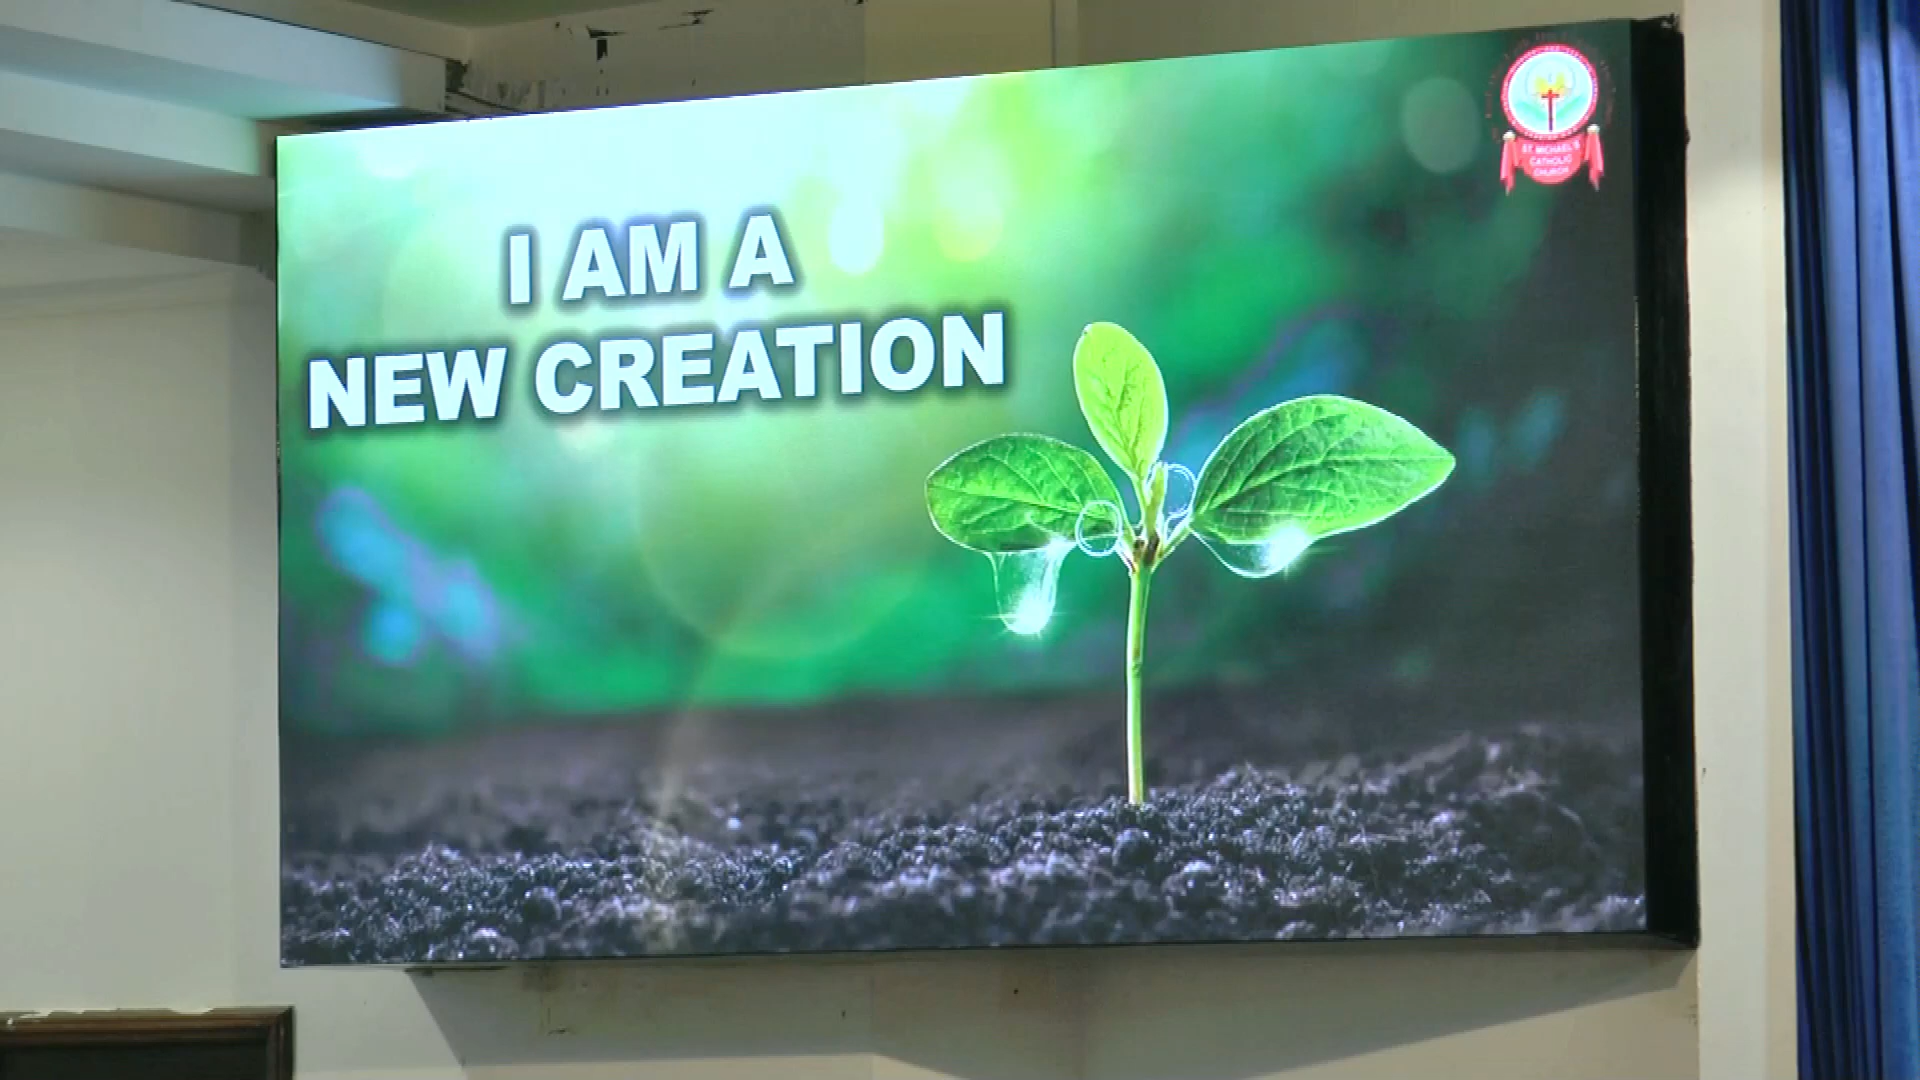 I AM A
NEW CREATION
ST. MICHAEL'S
CATHOLIC
CHURCH